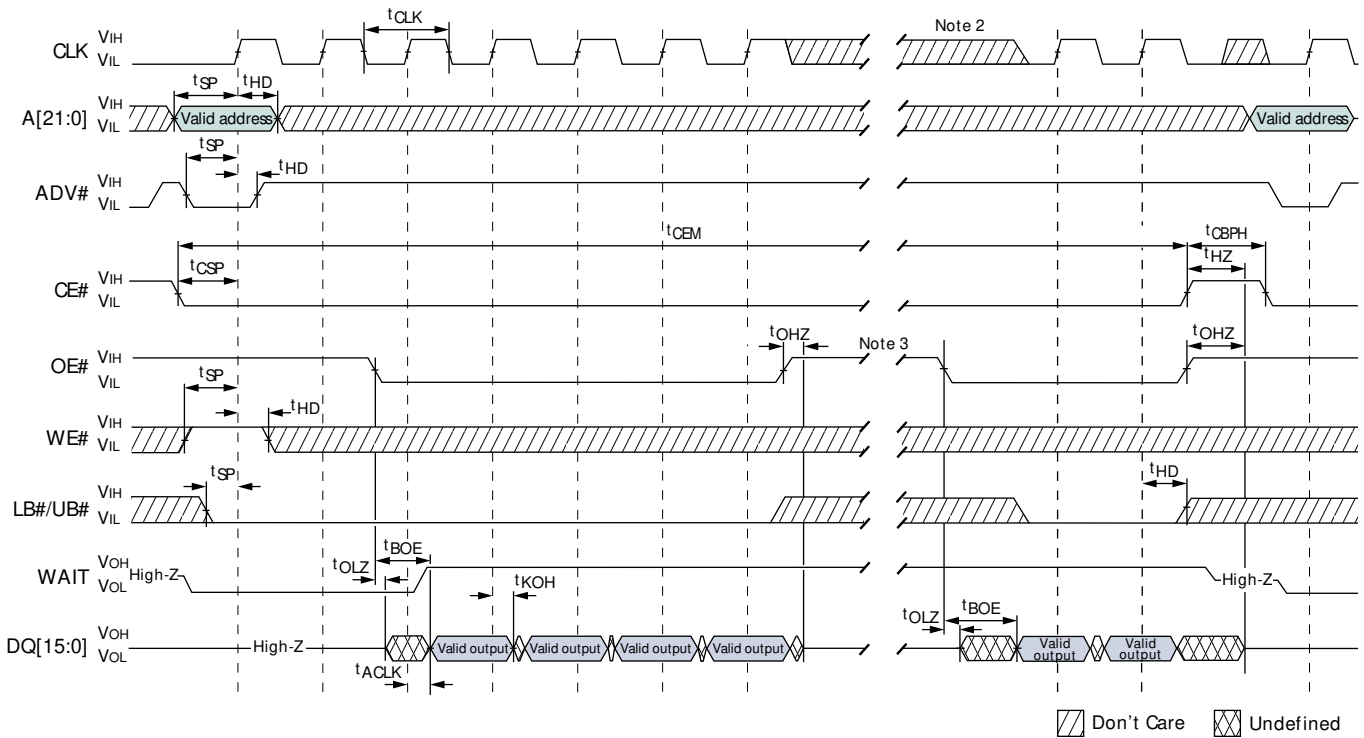 tCLK
Note 2
CLK
VIH
VIL
tSP
tHD
A[21:0]
VIH
VIL
Valid address
Valid address
tSP
tHD
ADV#
VIH
VIL
tCEM
tCBPH
tHZ
tCSP
CE#
VIH
VIL
tOHZ
Note 3
tOHZ
OE#
VIH
VIL
tSP
tHD
WE#
VIH
VIL
tSP
tHD
LB#/UB#
VIH
VIL
tBOE
tOLZ
tKOH
WAIT
VOH
VOL
High-Z
High-Z
tBOE
tOLZ
DQ[15:0]
VOH
VOL
High-Z
Valid output
Valid output
Valid output
Valid output
Valid
output
Valid
output
tACLK
Don't Care
Undefined